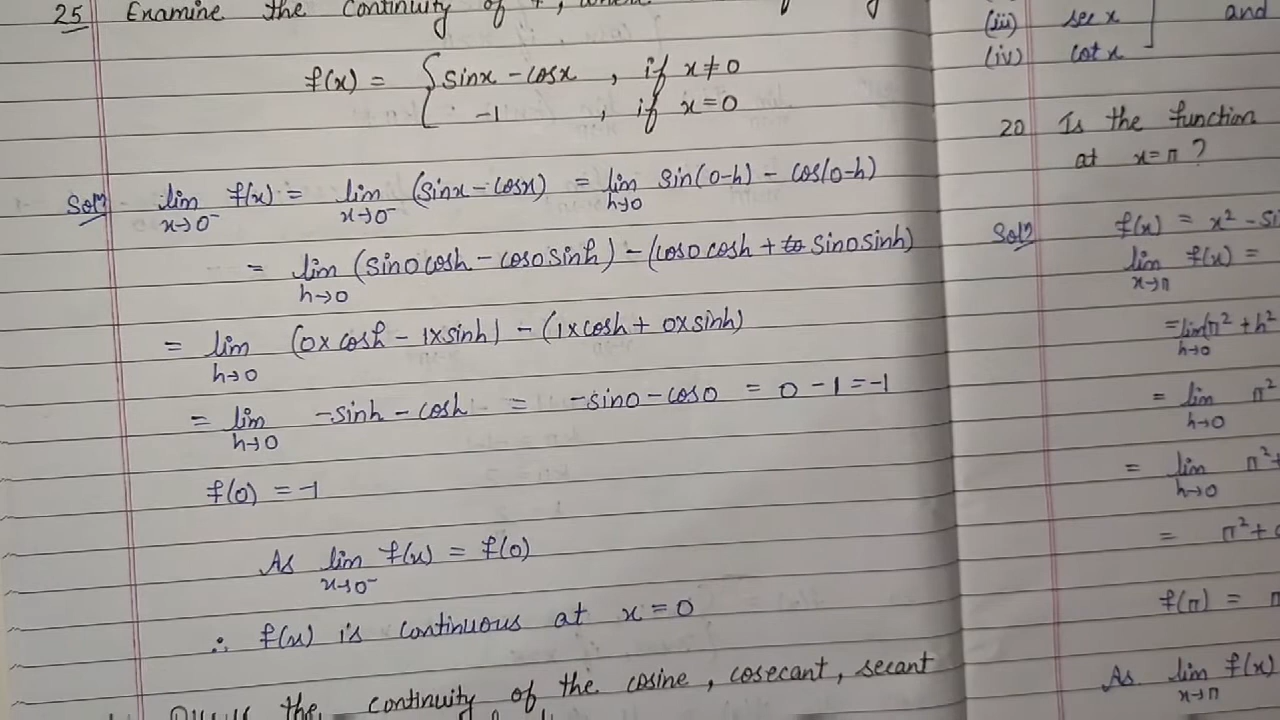 25 Examine the Continuity of f, where
f(x) = { sinx - cosx , if x ≠ 0
-1 , if x = 0
Solⁿ lim x→0⁻ f(x) = lim x→0⁻ (sinx - cosx) = lim h→0 sin(0-h) - cos(0-h)
= lim h→0 (sin0 cosh - cos0 sinh) - (cos0 cosh + sin0 sinh)
= lim h→0 (0×cosh - 1×sinh) - (1×cosh + 0×sinh)
= lim h→0 -sinh - cosh = -sin0 - cos0 = 0 - 1 = -1
f(0) = -1
As lim x→0⁻ f(x) = f(0)
∴ f(x) is continuous at x = 0
the continuity of the cosine, cosecant, secant
(iii) sec x ] and
(iv) cot x
20 Is the function
at x = π ?
Solⁿ f(x) = x² - si
lim x→π f(x) =
= lim h→0 (π² + h²
= lim h→0 π²
= lim h→0 π² +
= π² +
f(π) = π
As lim x→π f(x)